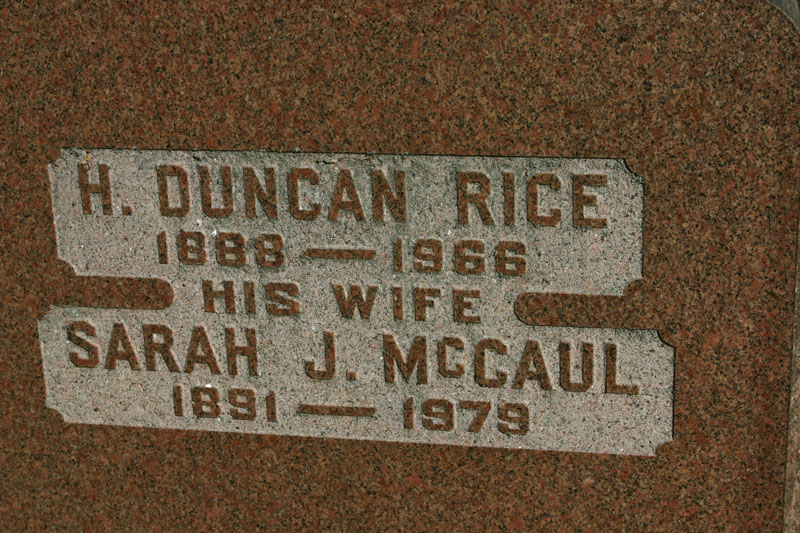 H. DUNCAN RICE
1888 — 1966
HIS WIFE
SARAH J. McCAUL
1891 — 1979